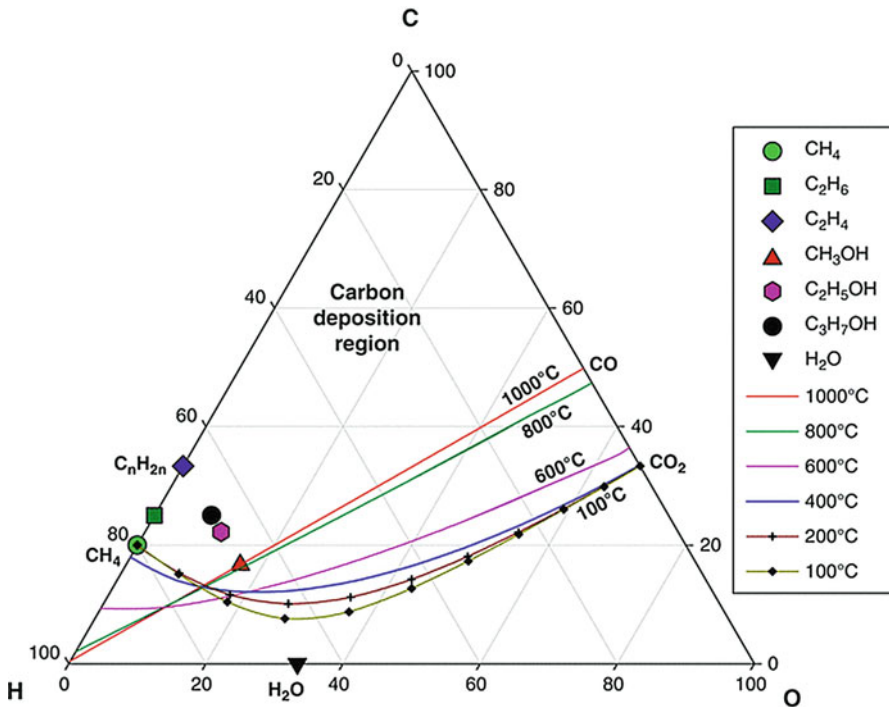 C
0
100
20
80
40
60
Carbon
deposition
region
1000°C
CO
800°C
60
40
CnH2n
600°C
CO2
100°C
80
20
CH4
100
0
H
0
20
H2O
40
60
80
100
O
CH4
C2H6
C2H4
CH3OH
C2H5OH
C3H7OH
H2O
1000°C
800°C
600°C
400°C
200°C
100°C